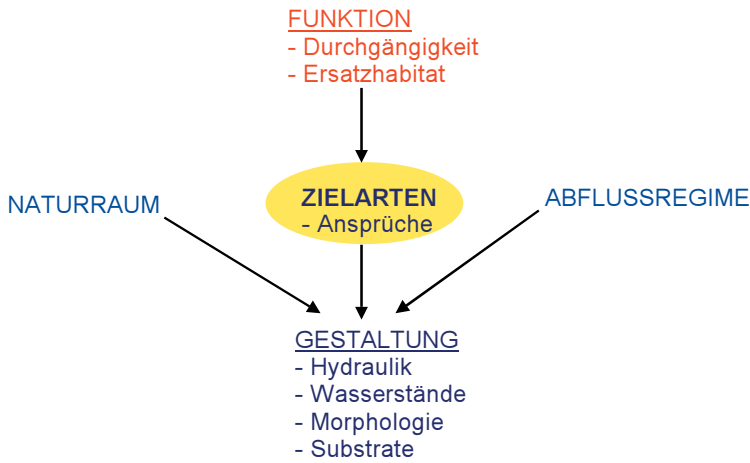 FUNKTION
- Durchgängigkeit
- Ersatzhabitat
NATURRAUM
ZIELARTEN
- Ansprüche
ABFLUSSREGIME
GESTALTUNG
- Hydraulik
- Wasserstände
- Morphologie
- Substrate